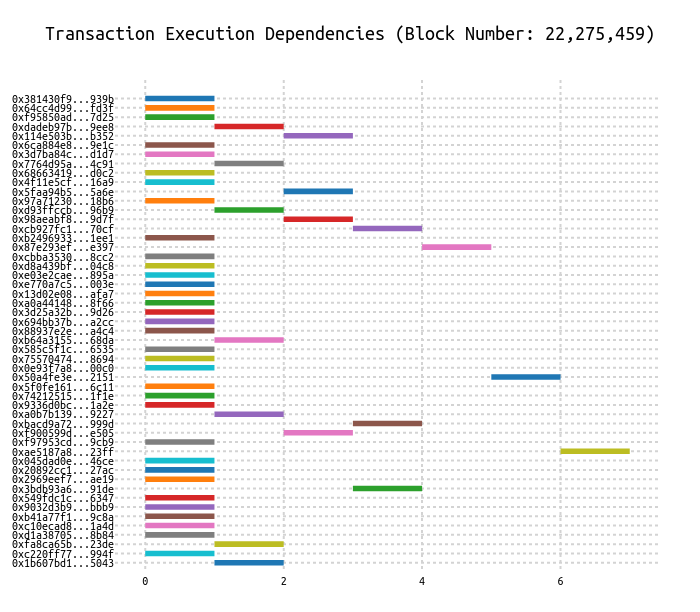 Transaction Execution Dependencies (Block Number: 22,275,459)
0x381430f9...939b
0x64cc4d99...fd3f
0xf95850ad...7d25
0xdadeb97b...9ee8
0x114e503b...b352
0x6ca884e8...9e1c
0x3d7ba84c...d1d7
0x7764d95a...4c91
0x68663419...d0c2
0x4f11e5cf...16a9
0x5faa94b5...5a6e
0x97a71230...18b6
0xd93ffccb...96b9
0x98aeabf8...9d7f
0xcb927fc1...70cf
0xb2496933...1ee1
0x87e293ef...e397
0xcbba3530...8cc2
0xd8a439bf...04c8
0xe03e2cae...895a
0xe770a7c5...003e
0x13d02e08...afa7
0xa0a44148...8f66
0x3d25a32b...9d26
0x694bb37b...a2cc
0x88937e2e...a4c4
0xb64a3155...68da
0x585c5f1c...6535
0x75570474...8694
0x0e93f7a8...00c0
0x50a4fe3e...2151
0x5f0fe161...6c11
0x74212515...1f1e
0x9336d0bc...1a2e
0xa0b7b139...9227
0xbacd9a72...999d
0xf900599d...e505
0xf97953cd...9cb9
0xae5187a8...23ff
0x045dad0e...46ce
0x20892cc1...27ac
0x2969eef7...ae19
0x3bdb93a6...91de
0x549fdc1c...6347
0x9032d3b9...bbb9
0xb41a77f1...9c8a
0xc10ecad8...1a4d
0xd1a38705...8b84
0xfa8ca65b...23de
0xc220ff77...994f
0x1b607bd1...5043
0 2 4 6